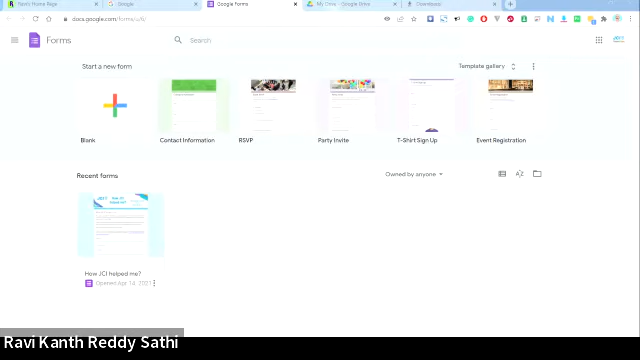 Ravi's Home Page
Google
Google Forms
My Drive - Google Drive
Downloads
docs.google.com/forms/u/6/
Forms
Search
Start a new form
Template gallery
Blank
Contact Information
RSVP
Party Invite
T-Shirt Sign Up
Event Registration
Recent forms
Owned by anyone
How JCI helped me?
Opened Apr 14, 2021
Ravi Kanth Reddy Sathi